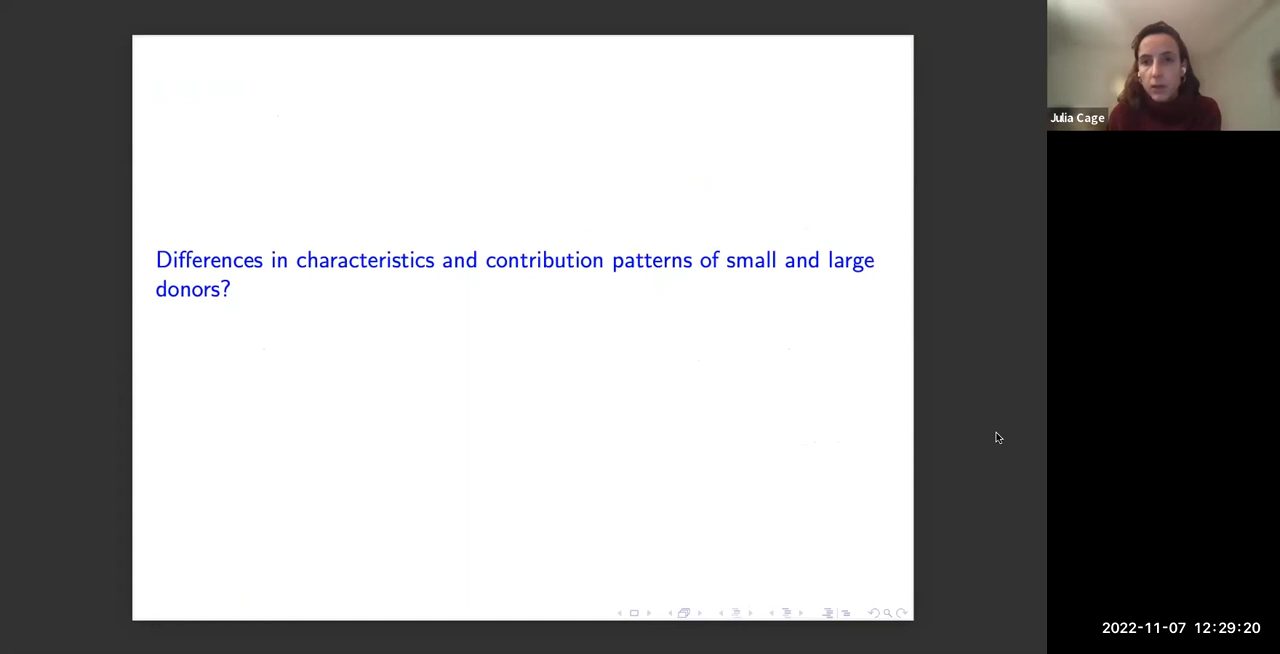 Differences in characteristics and contribution patterns of small and large
donors?
Julia Cage
2022-11-07 12:29:20